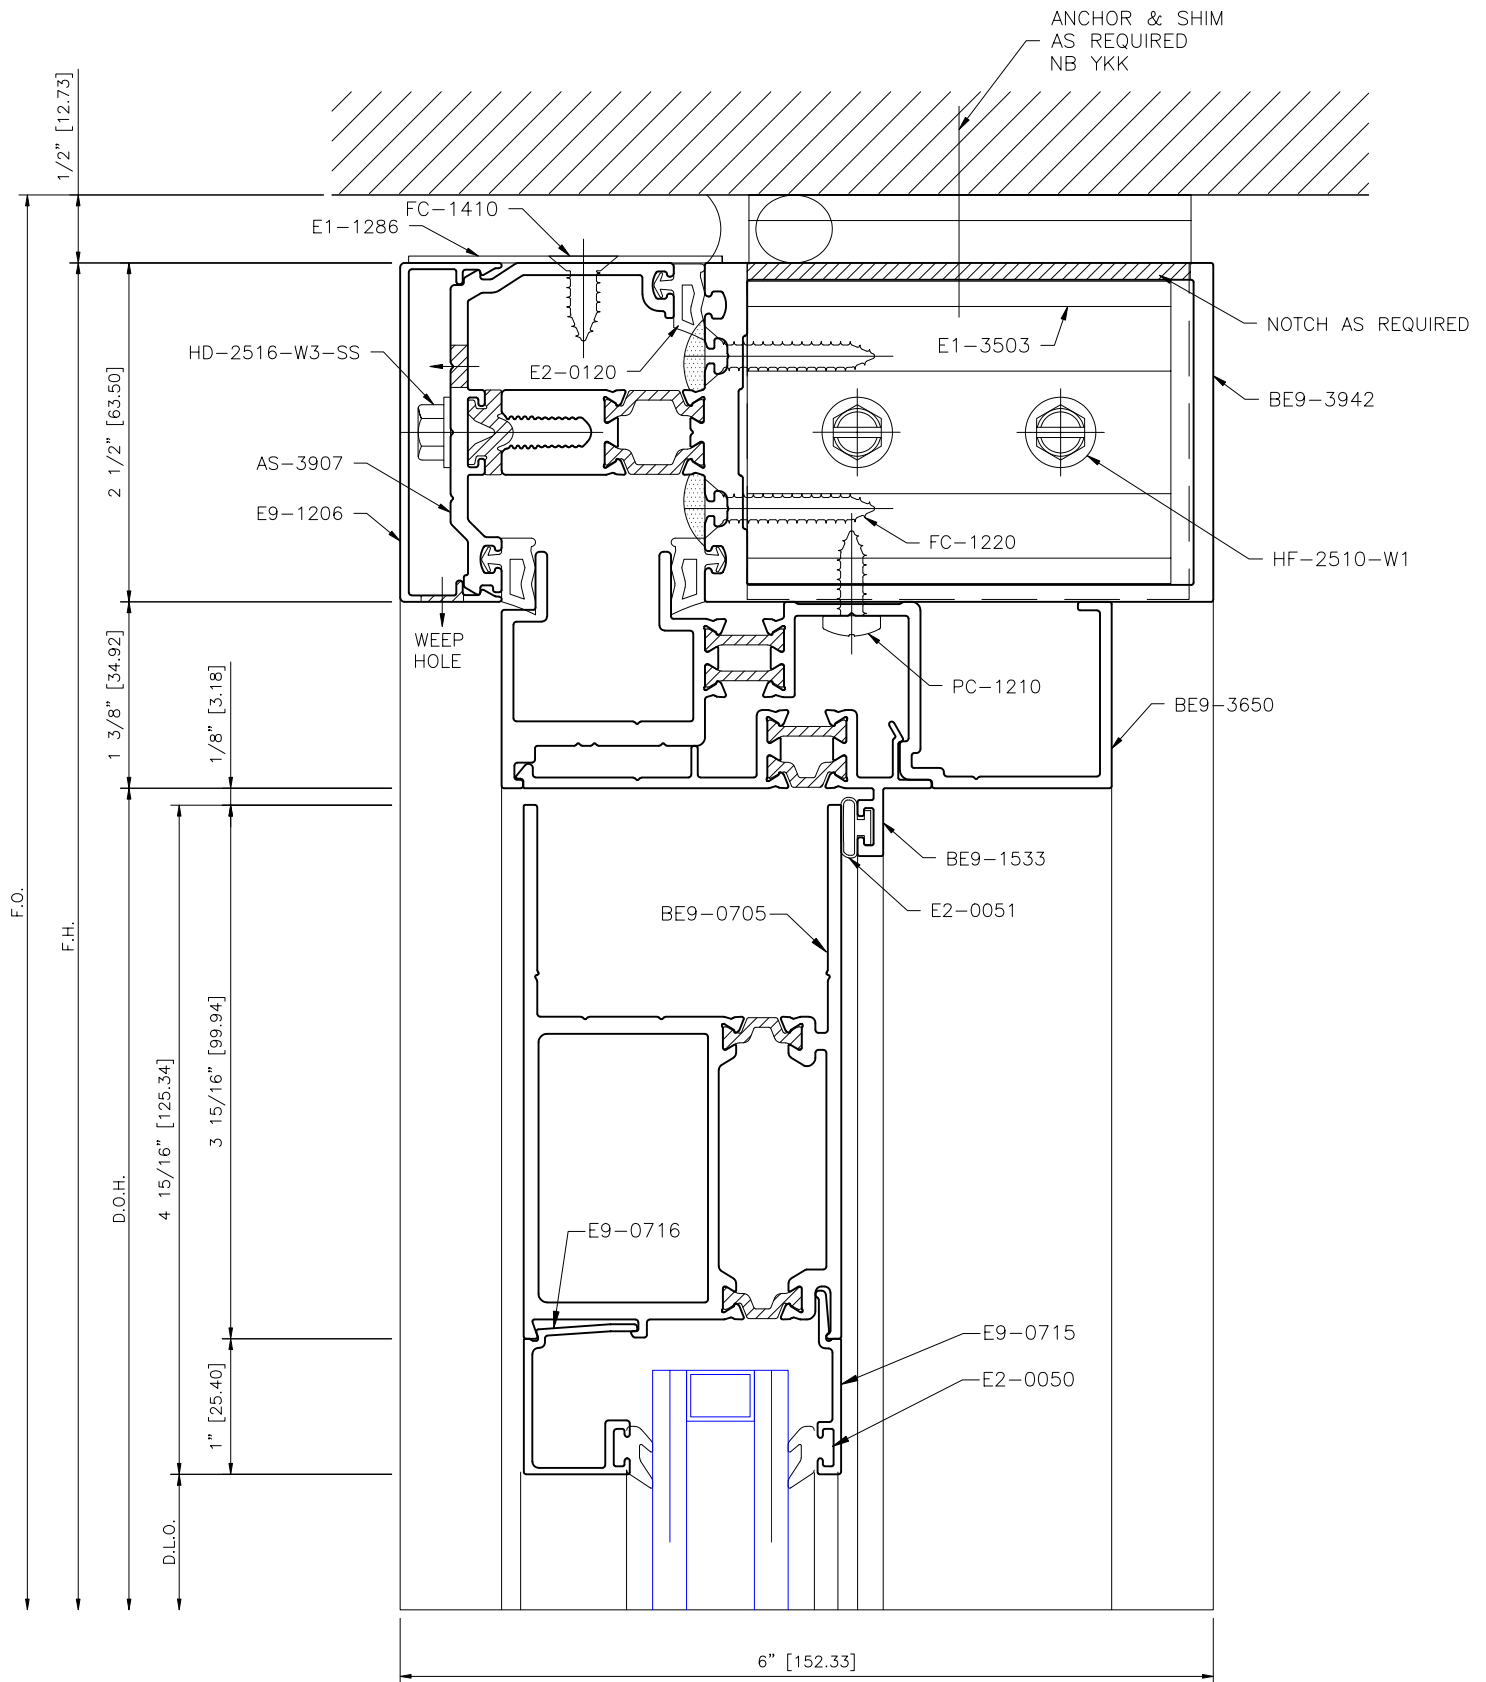 ANCHOR & SHIM
AS REQUIRED
NB YKK
1/2" [12.73]
FC-1410
E1-1286
NOTCH AS REQUIRED
E1-3503
HD-2516-W3-SS
E2-0120
BE9-3942
2 1/2" [63.50]
AS-3907
E9-1206
FC-1220
HF-2510-W1
WEEP
HOLE
1 3/8" [34.92]
1/8" [3.18]
PC-1210
BE9-3650
BE9-1533
F.O.
F.H.
BE9-0705
E2-0051
3 15/16" [99.94]
4 15/16" [125.34]
D.O.H.
E9-0716
E9-0715
E2-0050
1" [25.40]
D.L.O.
6" [152.33]